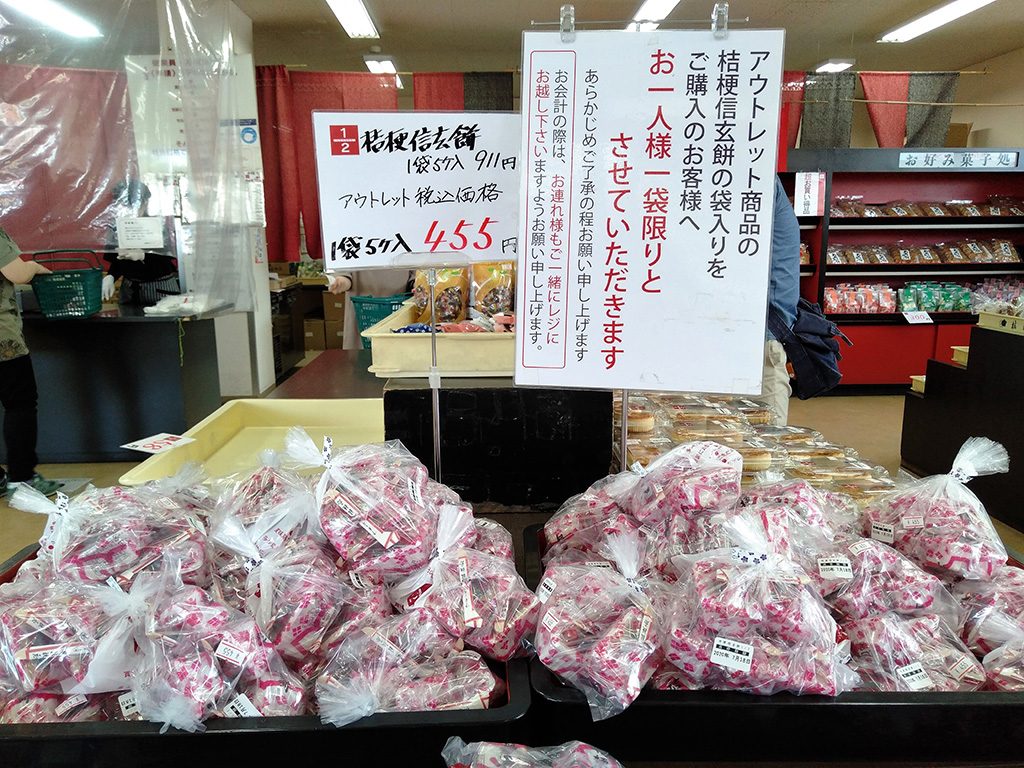 1
2
桔梗信玄餅
1袋5ケ入 911円
アウトレット 税込価格
1袋5ケ入 455円
アウトレット商品の
桔梗信玄餅の袋入りを
ご購入のお客様へ
お一人様一袋限りと
させていただきます
あらかじめご了承の程お願い申し上げます
お会計の際は、お連れ様もご一緒にレジに
お越し下さいますようお願い申し上げます。
お好み菓子処